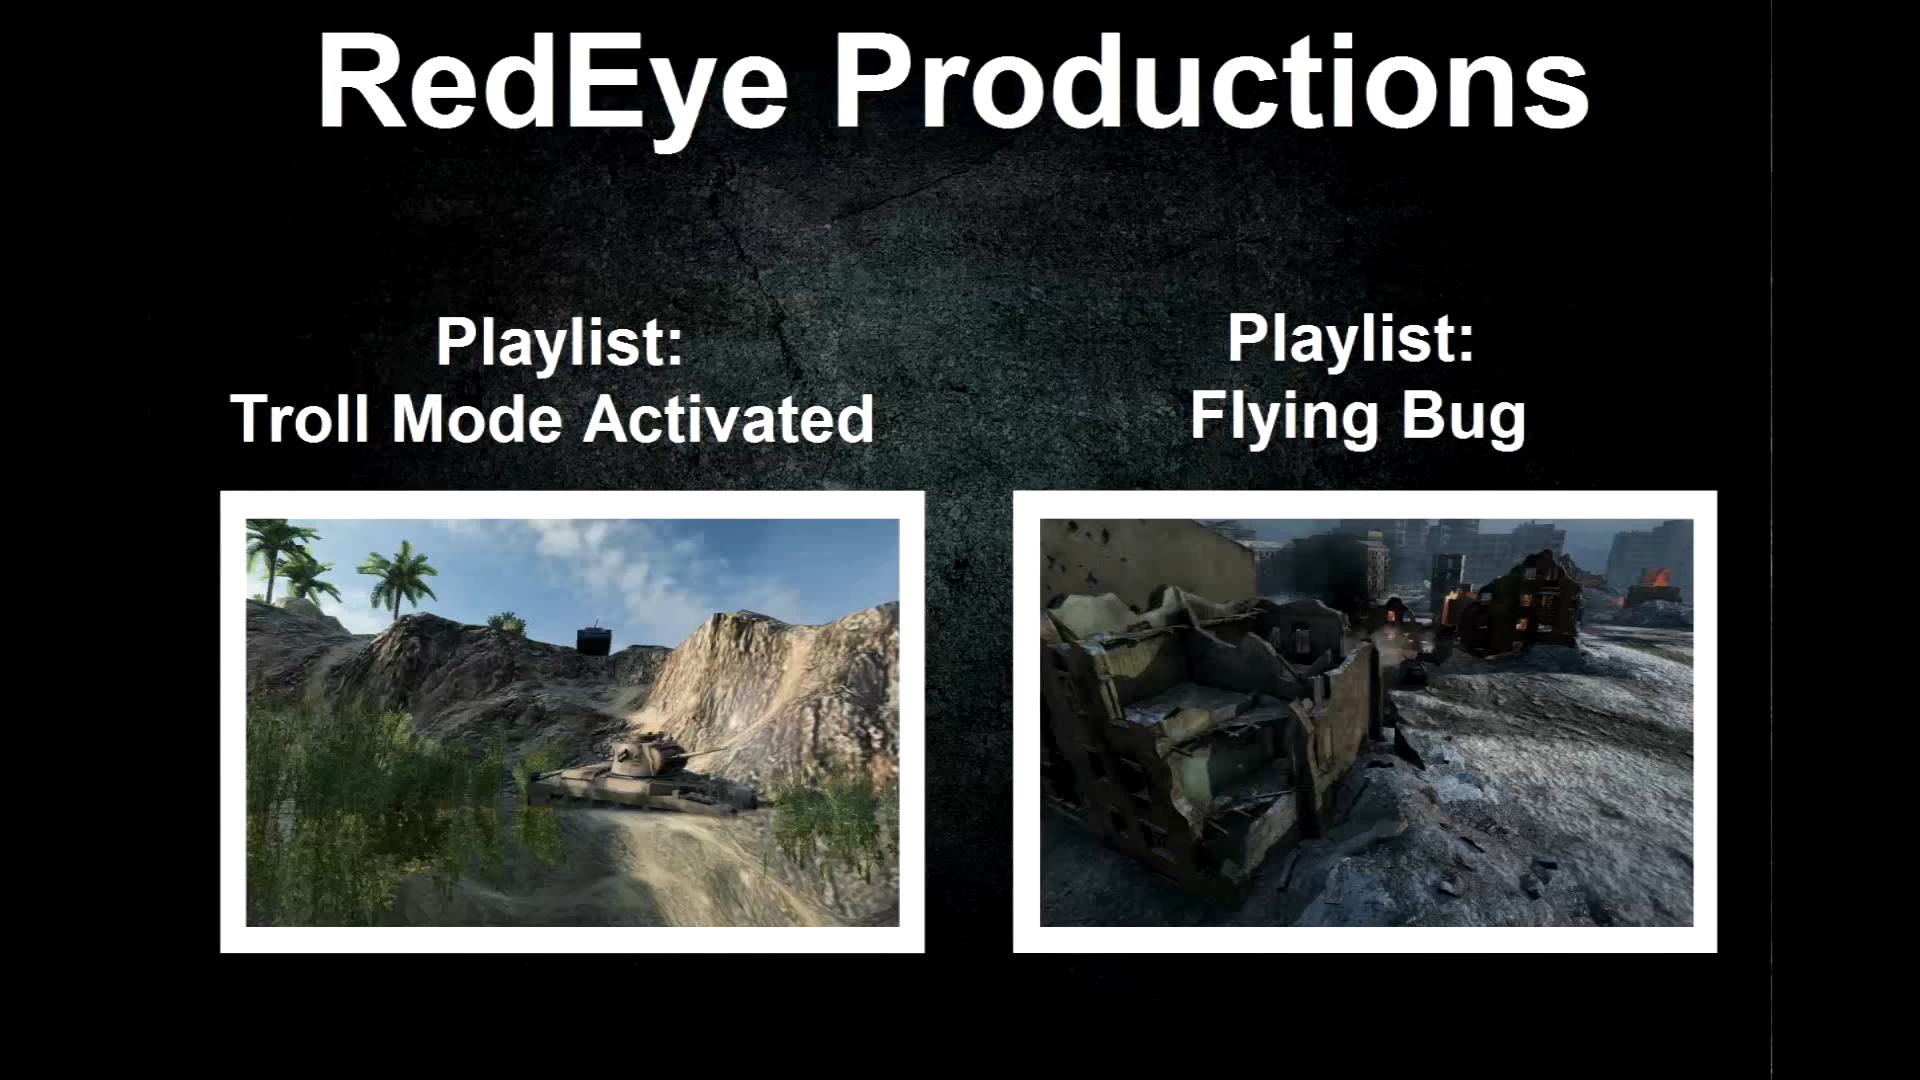 RedEye Productions
Playlist:
Troll Mode Activated
Playlist:
Flying Bug